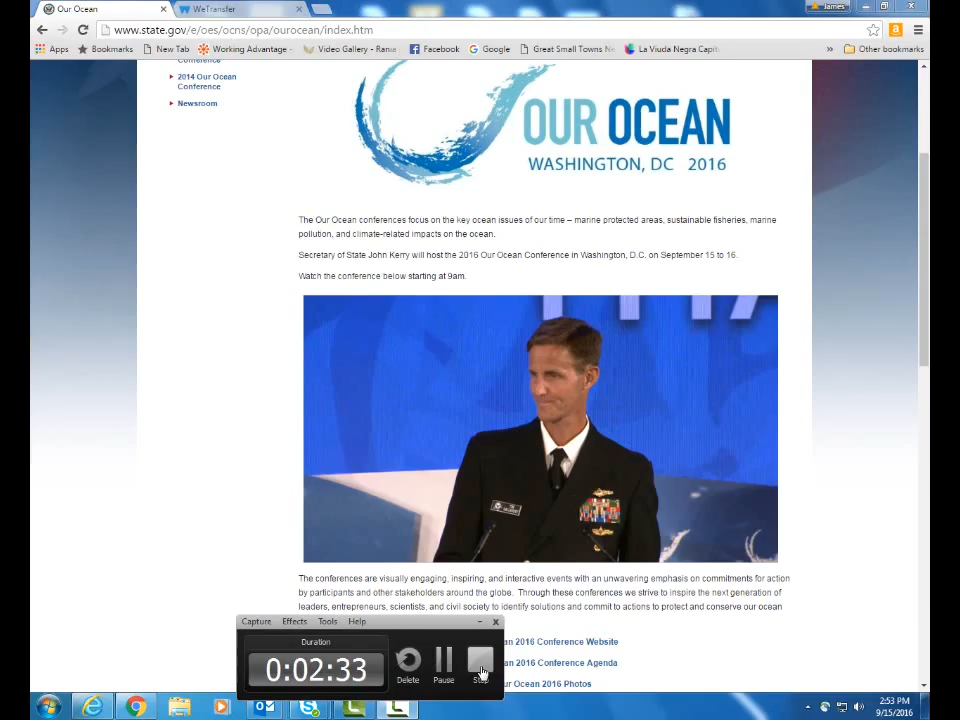 Our Ocean
WeTransfer
James
www.state.gov/e/oes/ocns/opa/ourocean/index.htm
Apps
Bookmarks
New Tab
Working Advantage -
Video Gallery - Rania
Facebook
Google
Great Small Towns Ne
La Viuda Negra Capít
»
Other bookmarks
Conference
2014 Our Ocean
Conference
Newsroom
OUR OCEAN
WASHINGTON, DC 2016
The Our Ocean conferences focus on the key ocean issues of our time – marine protected areas, sustainable fisheries, marine
pollution, and climate-related impacts on the ocean.
Secretary of State John Kerry will host the 2016 Our Ocean Conference in Washington, D.C. on September 15 to 16.
Watch the conference below starting at 9am.
The conferences are visually engaging, inspiring, and interactive events with an unwavering emphasis on commitments for action
by participants and other stakeholders around the globe. Through these conferences we strive to inspire the next generation of
leaders, entrepreneurs, scientists, and civil society to identify solutions and commit to actions to protect and conserve our ocean
Capture Effects Tools Help
Duration
0:02:33
Delete Pause Stop
an 2016 Conference Website
an 2016 Conference Agenda
ur Ocean 2016 Photos
2:53 PM
9/15/2016